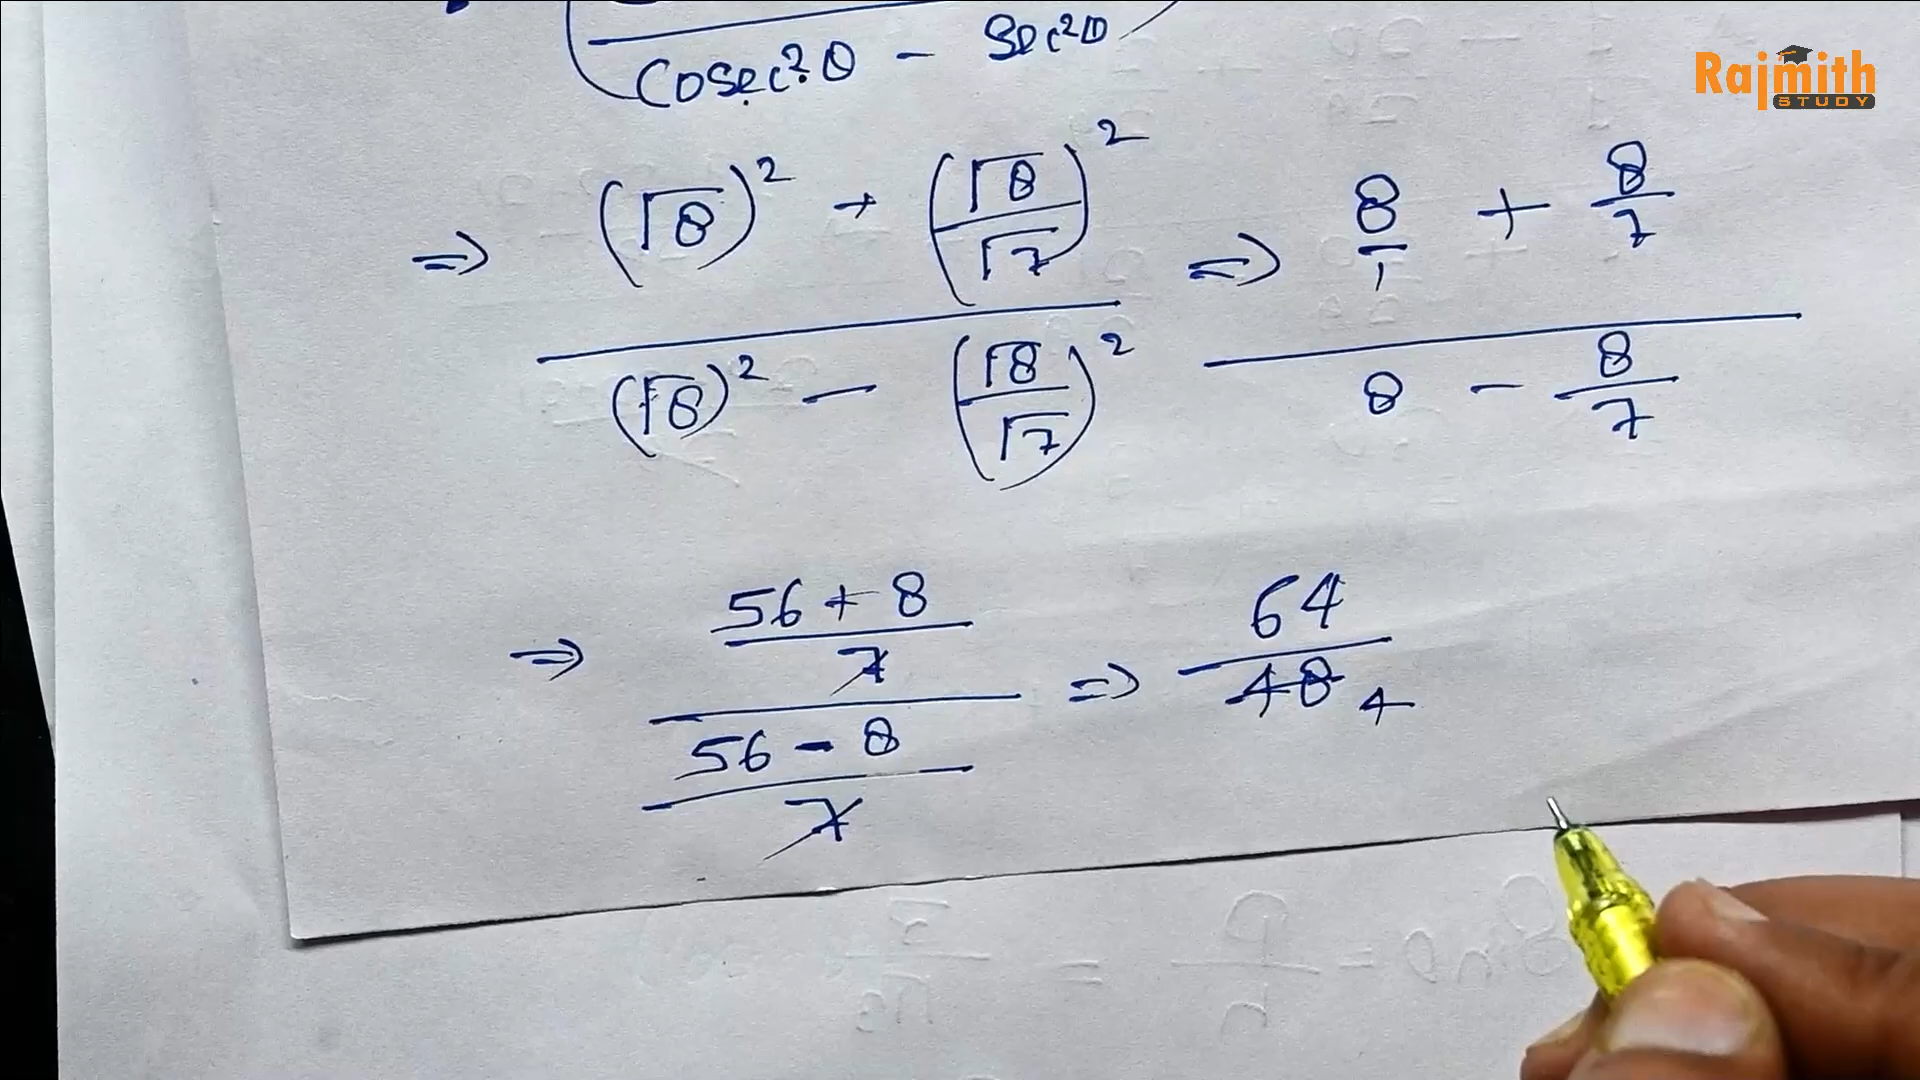 Rajmith
STUDY
Cosec²θ - Sec²θ
⇒ (√8)² + (√8/√7)² ⇒ 8/1 + 8/7
(√8)² - (√8/√7)² 8 - 8/7
⇒ 56 + 8 ⇒ 64
7 48 4
56 - 8
7